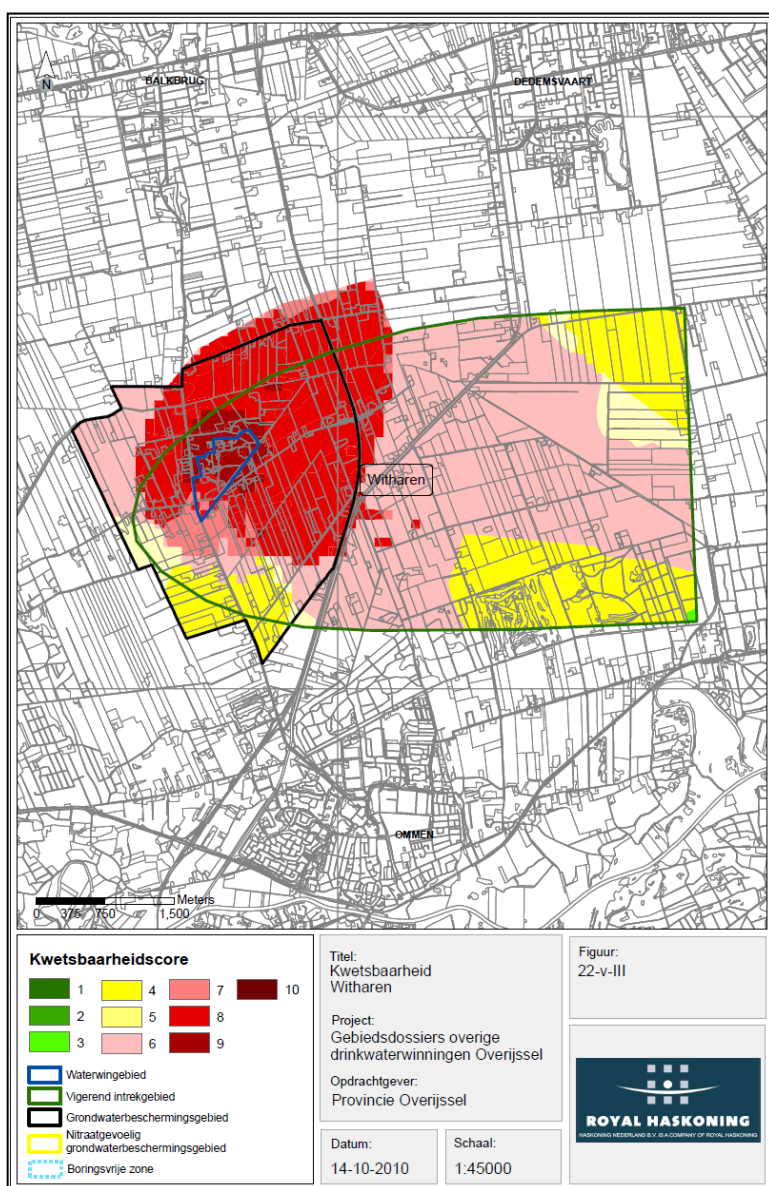 N
BALKBRUG
DEDEMSVAART
Witharen
OMMEN
Meters
0 375 750 1,500
Kwetsbaarheidscore
1 4 7 10
2 5 8
3 6 9
Waterwingebied
Vigerend intrekgebied
Grondwaterbeschermingsgebied
Nitraatgevoelig
grondwaterbeschermingsgebied
Boringsvrije zone
Titel:
Kwetsbaarheid
Witharen
Project:
Gebiedsdossiers overige
drinkwaterwinningen Overijssel
Opdrachtgever:
Provincie Overijssel
Datum:
14-10-2010
Schaal:
1:45000
Figuur:
22-v-III
ROYAL HASKONING
HASKONING NEDERLAND B.V. IS A COMPANY OF ROYAL HASKONING